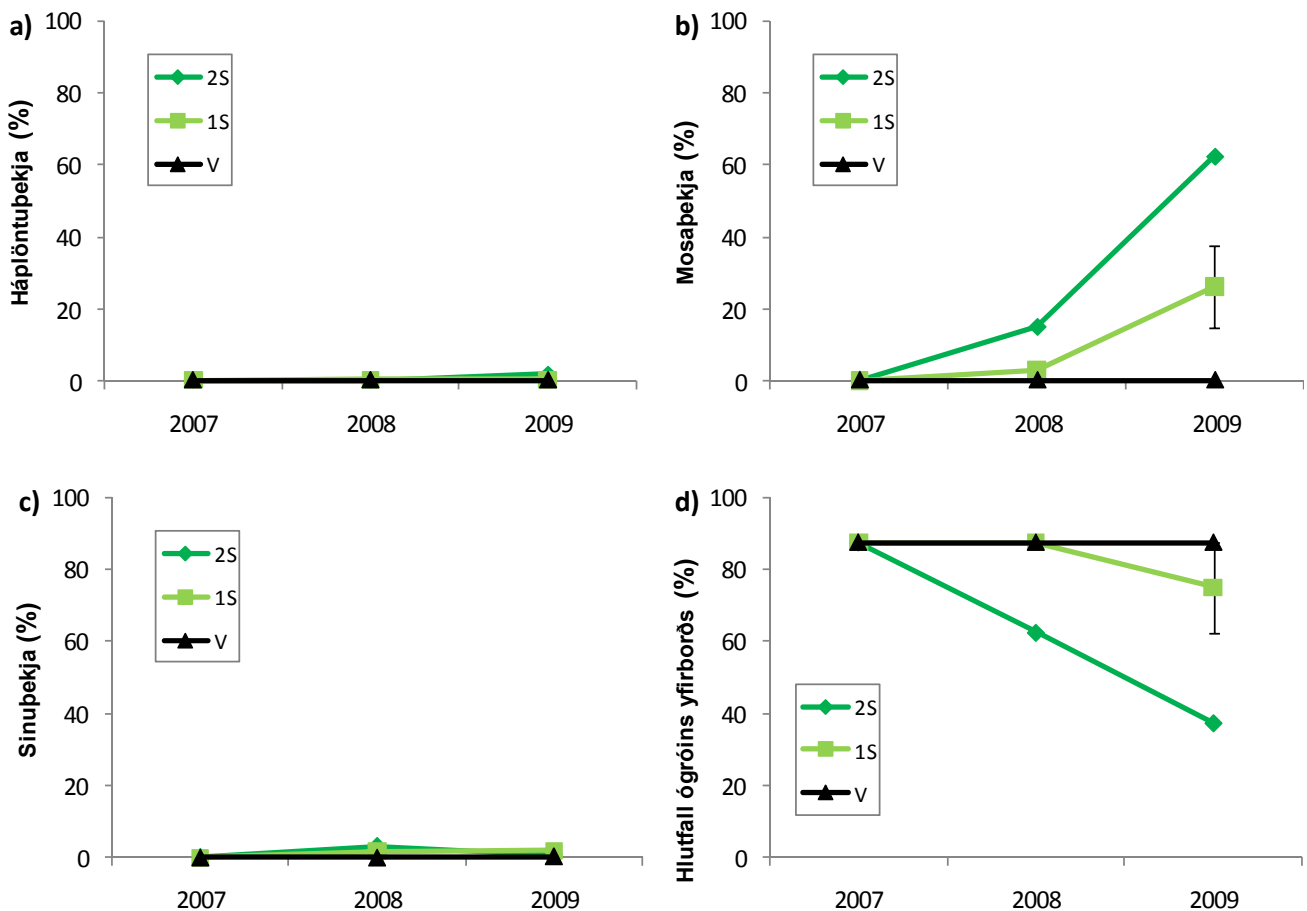 a)
Háplöntuþekja (%)
100
80
60
40
20
0
2S
1S
V
2007 2008 2009
b)
Mosaþekja (%)
100
80
60
40
20
0
2S
1S
V
2007 2008 2009
c)
Sinuþekja (%)
100
80
60
40
20
0
2S
1S
V
2007 2008 2009
d)
Hlutfall ógróins yfirborðs (%)
100
80
60
40
20
0
2S
1S
V
2007 2008 2009